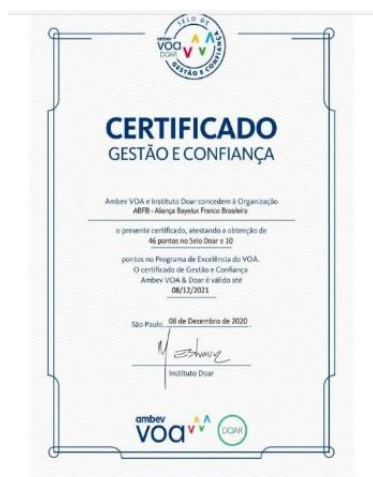 SELO DE
ambev
VOA
DOAR
GESTÃO E CONFIANÇA
CERTIFICADO
GESTÃO E CONFIANÇA
Ambev VOA e Instituto Doar concedem à Organização
ABFB - Aliança Bayeux Franco Brasileira
o presente certificado, atestando a obtenção de
46 pontos no Selo Doar e 10
pontos no Programa de Excelência do VOA.
O certificado de Gestão e Confiança
Ambev VOA & Doar é válido até
08/12/2021
São Paulo, 08 de Dezembro de 2020
Instituto Doar
ambev
VOA
DOAR